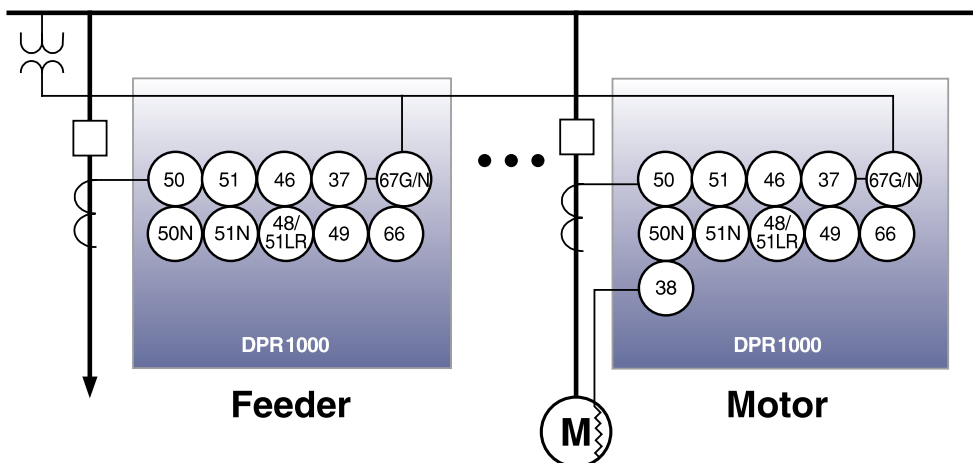 50 51 46 37 67G/N
50N 51N 48/51LR 49 66
DPR1000
Feeder
50 51 46 37 67G/N
50N 51N 48/51LR 49 66
38
DPR1000
Motor
M